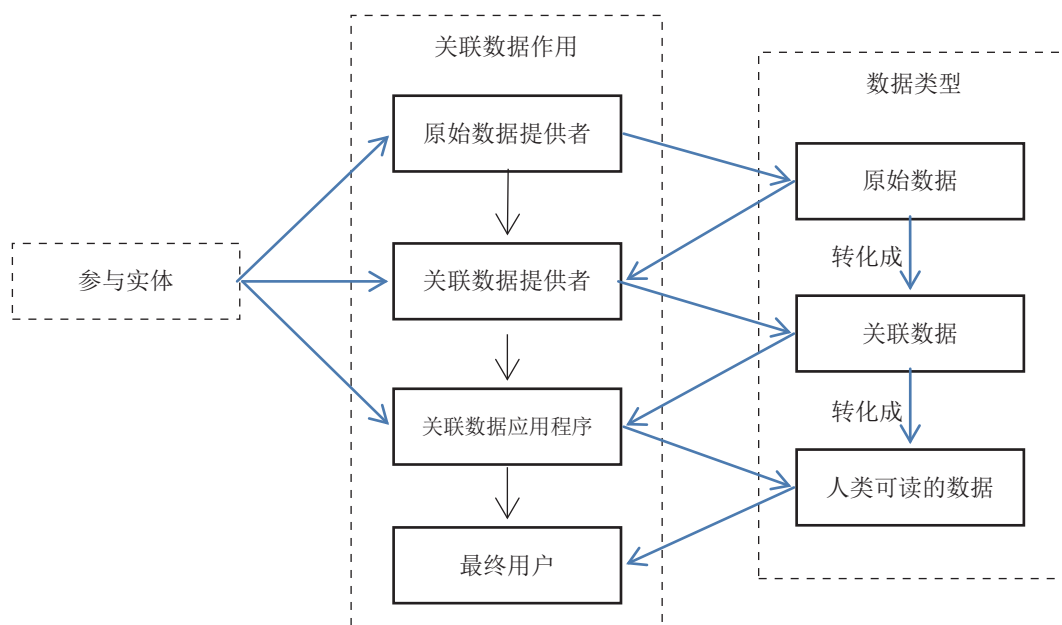 关联数据作用
数据类型
原始数据提供者
原始数据
转化成
参与实体
关联数据提供者
关联数据
转化成
关联数据应用程序
人类可读的数据
最终用户